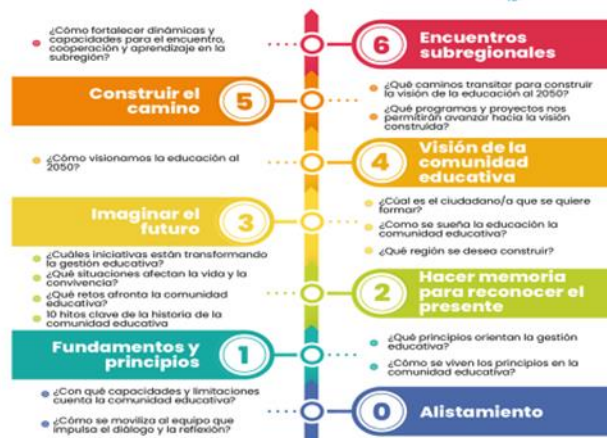 ¿Cómo fortalecer dinámicas y
capacidades para el encuentro,
cooperación y aprendizaje en la
subregión?
6
Encuentros
subregionales
Construir el
camino
5
¿Qué caminos transitar para construir
la visión de la educación al 2050?
¿Qué programas y proyectos nos
permitirán avanzar hacia la visión
construida?
¿Cómo visionamos la educación al
2050?
4
Visión de la
comunidad
educativa
Imaginar el
futuro
3
¿Cúal es el ciudadano/a que se quiere
formar?
¿Como se sueña la educación la
comunidad educativa?
¿Qué región se desea construir?
¿Cuáles iniciativas están transformando
la gestión educativa?
¿Qué situaciones afectan la vida y la
convivencia?
¿Qué retos afronta la comunidad
educativa?
10 hitos clave de la historia de la
comunidad educativa
2
Hacer memoria
para reconocer el
presente
Fundamentos y
principios
1
¿Qué principios orientan la gestión
educativa?
¿Cómo se viven los principios en la
comunidad educativa?
¿Con qué capacidades y limitaciones
cuenta la comunidad educativa?
¿Cómo se moviliza al equipo que
impulsa el diálogo y la reflexión?
0
Alistamiento